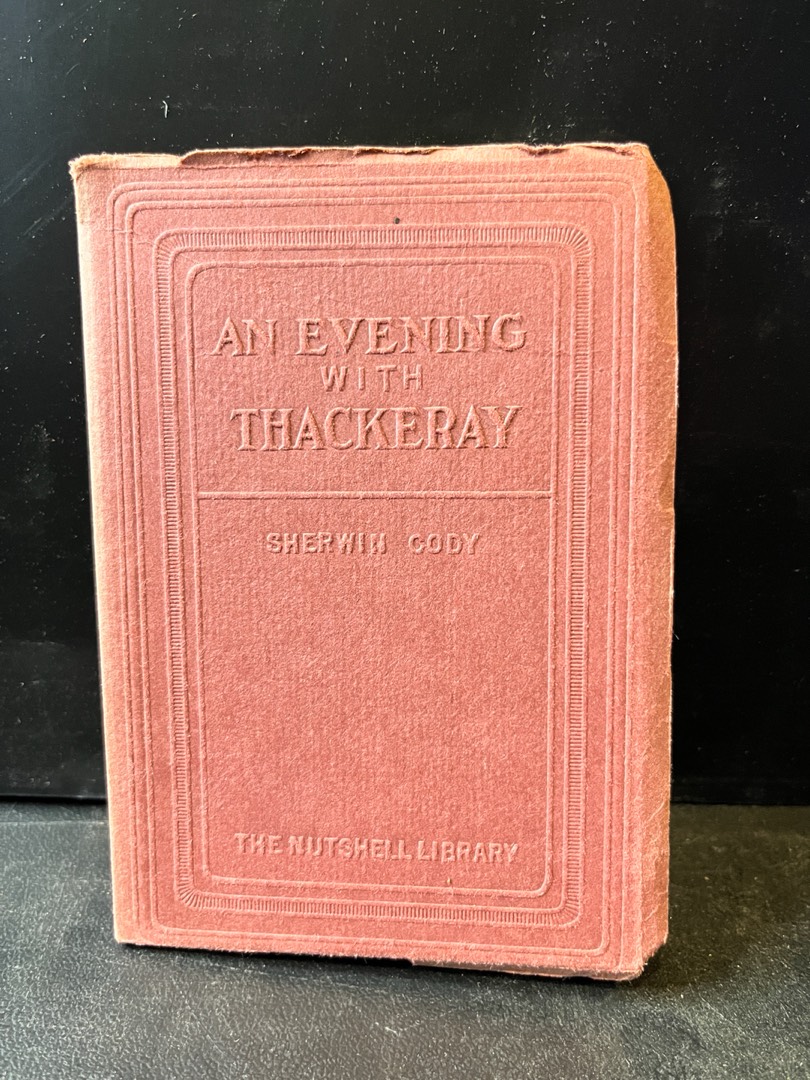 AN EVENING
WITH
THACKERAY
SHERWIN CODY
THE NUTSHELL LIBRARY